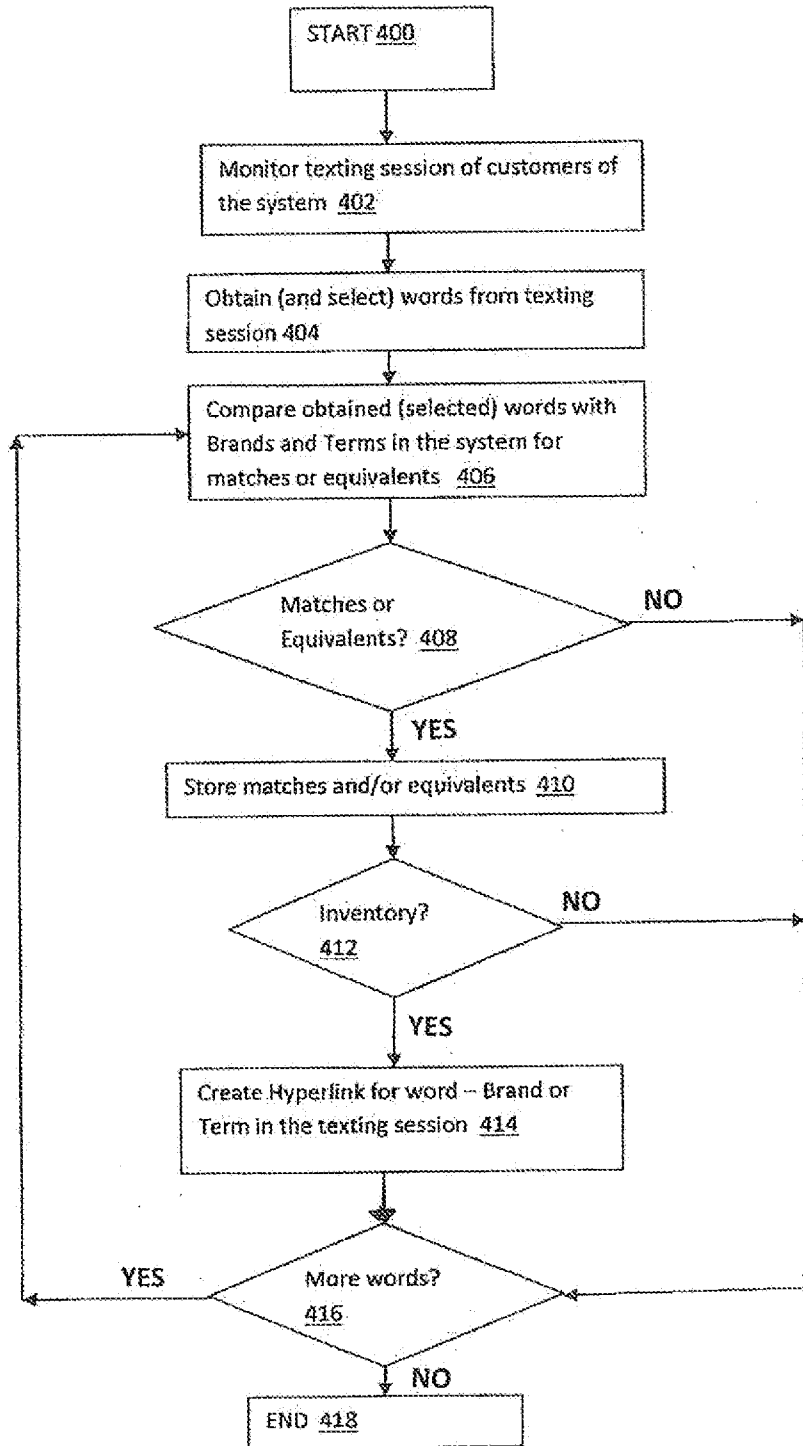 START 400
Monitor texting session of customers of
the system 402
Obtain (and select) words from texting
session 404
Compare obtained (selected) words with
Brands and Terms in the system for
matches or equivalents 406
Matches or
Equivalents? 408
NO
YES
Store matches and/or equivalents 410
Inventory?
412
NO
YES
Create Hyperlink for word – Brand or
Term in the texting session 414
More words?
416
YES
NO
END 418